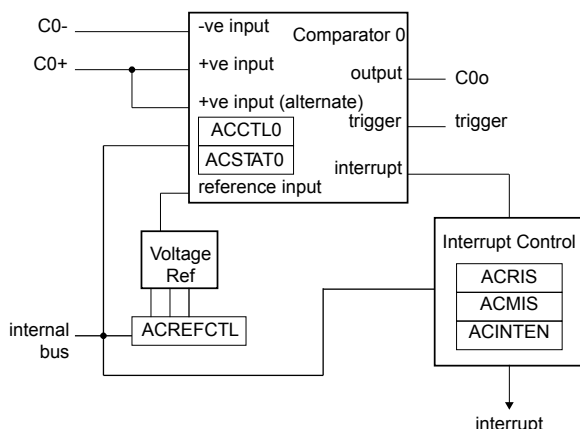 C0-
-ve input
Comparator 0
C0+
+ve input
output
C0o
+ve input (alternate)
ACCTL0
trigger
trigger
ACSTAT0
interrupt
reference input
Voltage
Ref
Interrupt Control
ACRIS
ACMIS
ACINTEN
internal
bus
ACREFCTL
interrupt